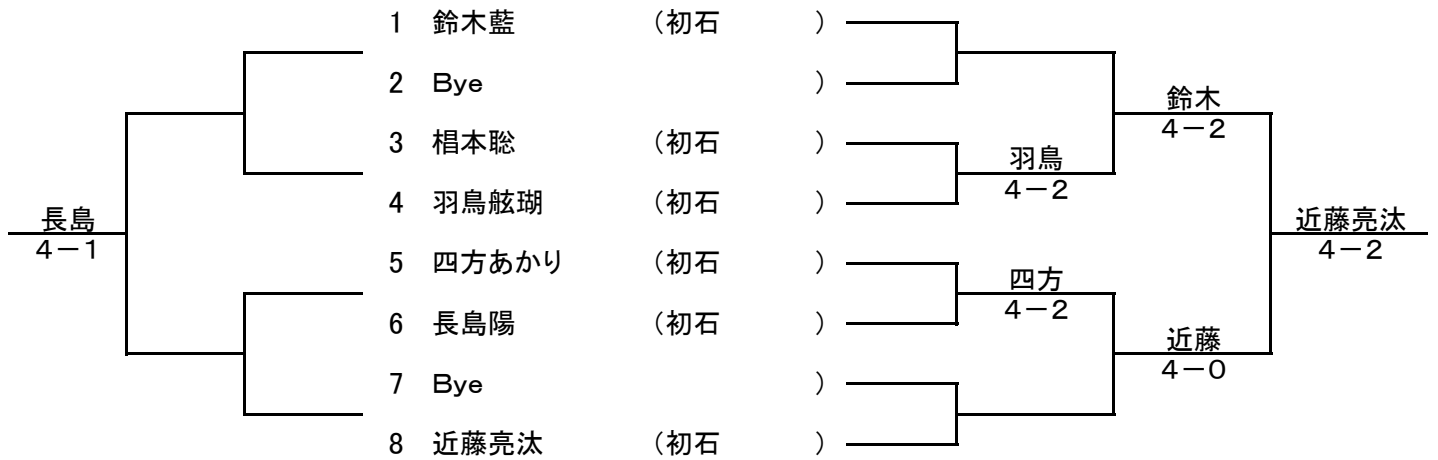 1 鈴木藍 (初石 )
2 Bye )
鈴木
4-2
3 椙本聡 (初石 )
羽鳥
4-2
4 羽鳥舷瑚 (初石 )
長島
4-1
近藤亮汰
4-2
5 四方あかり (初石 )
四方
4-2
6 長島陽 (初石 )
近藤
4-0
7 Bye )
8 近藤亮汰 (初石 )